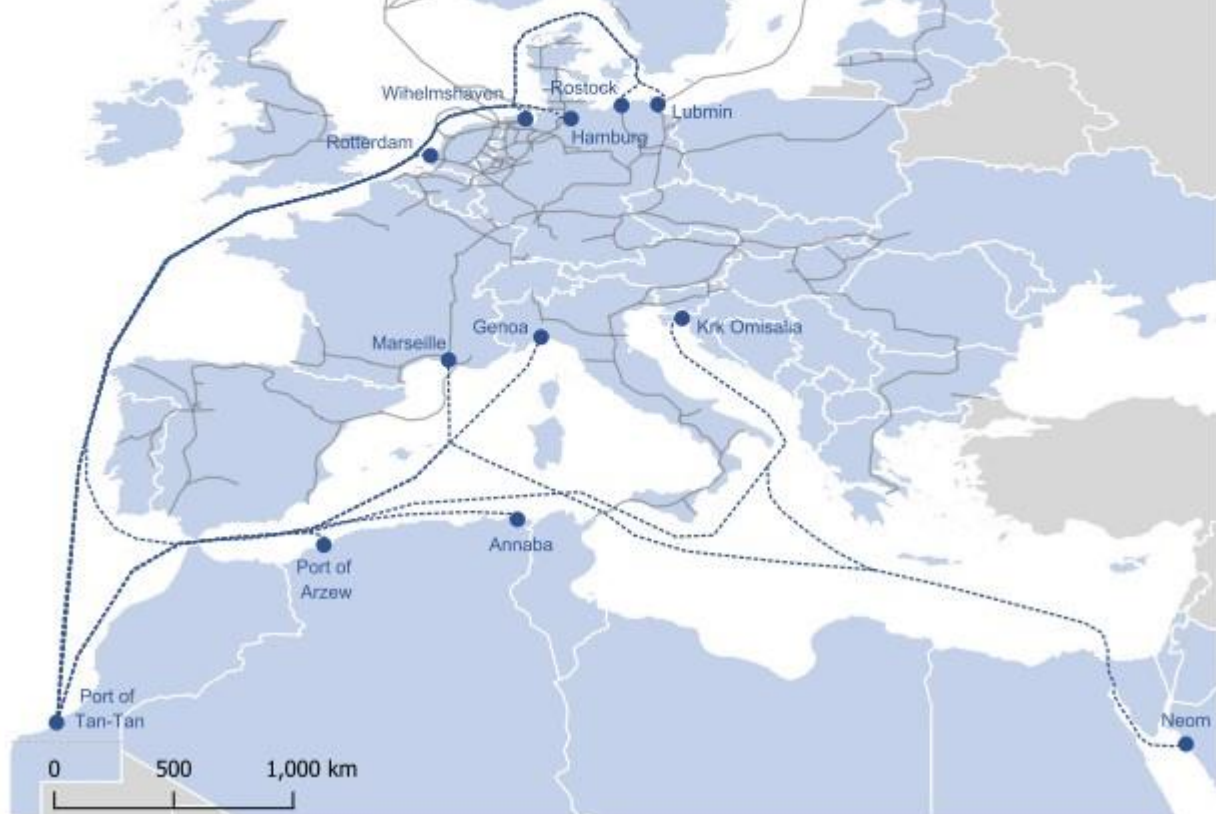 Wihelmshaven
Rostock
Lubmin
Hamburg
Rotterdam
Genoa
Krk Omisalia
Marseille
Annaba
Port of
Arzew
Port of
Tan-Tan
Neom
0 500 1,000 km